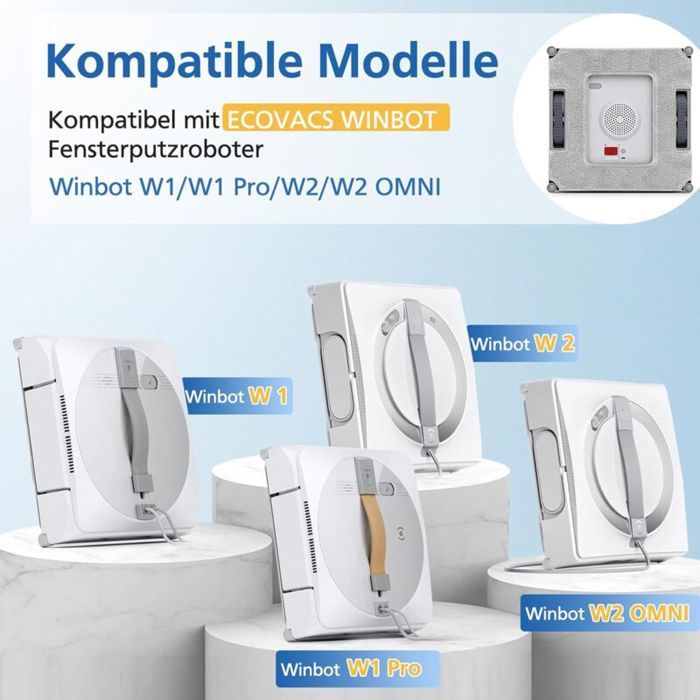 Kompatible Modelle
Kompatibel mit ECOVACS WINBOT
Fensterputzroboter
Winbot W1/W1 Pro/W2/W2 OMNI
Winbot W 2
Winbot W 1
Winbot W2 OMNI
Winbot W1 Pro